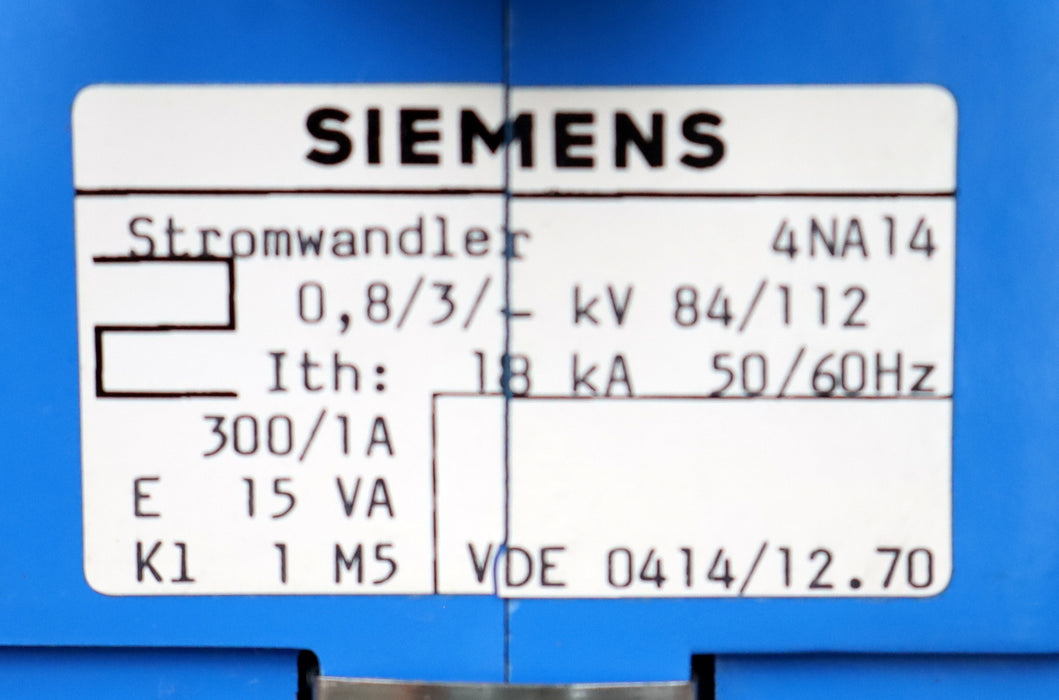 SIEMENS
Stromwandler 4NA14
0,8/3/- kV 84/112
Ith: 18 kA 50/60Hz
300/1A
E 15 VA
Kl 1 M5 VDE 0414/12.70